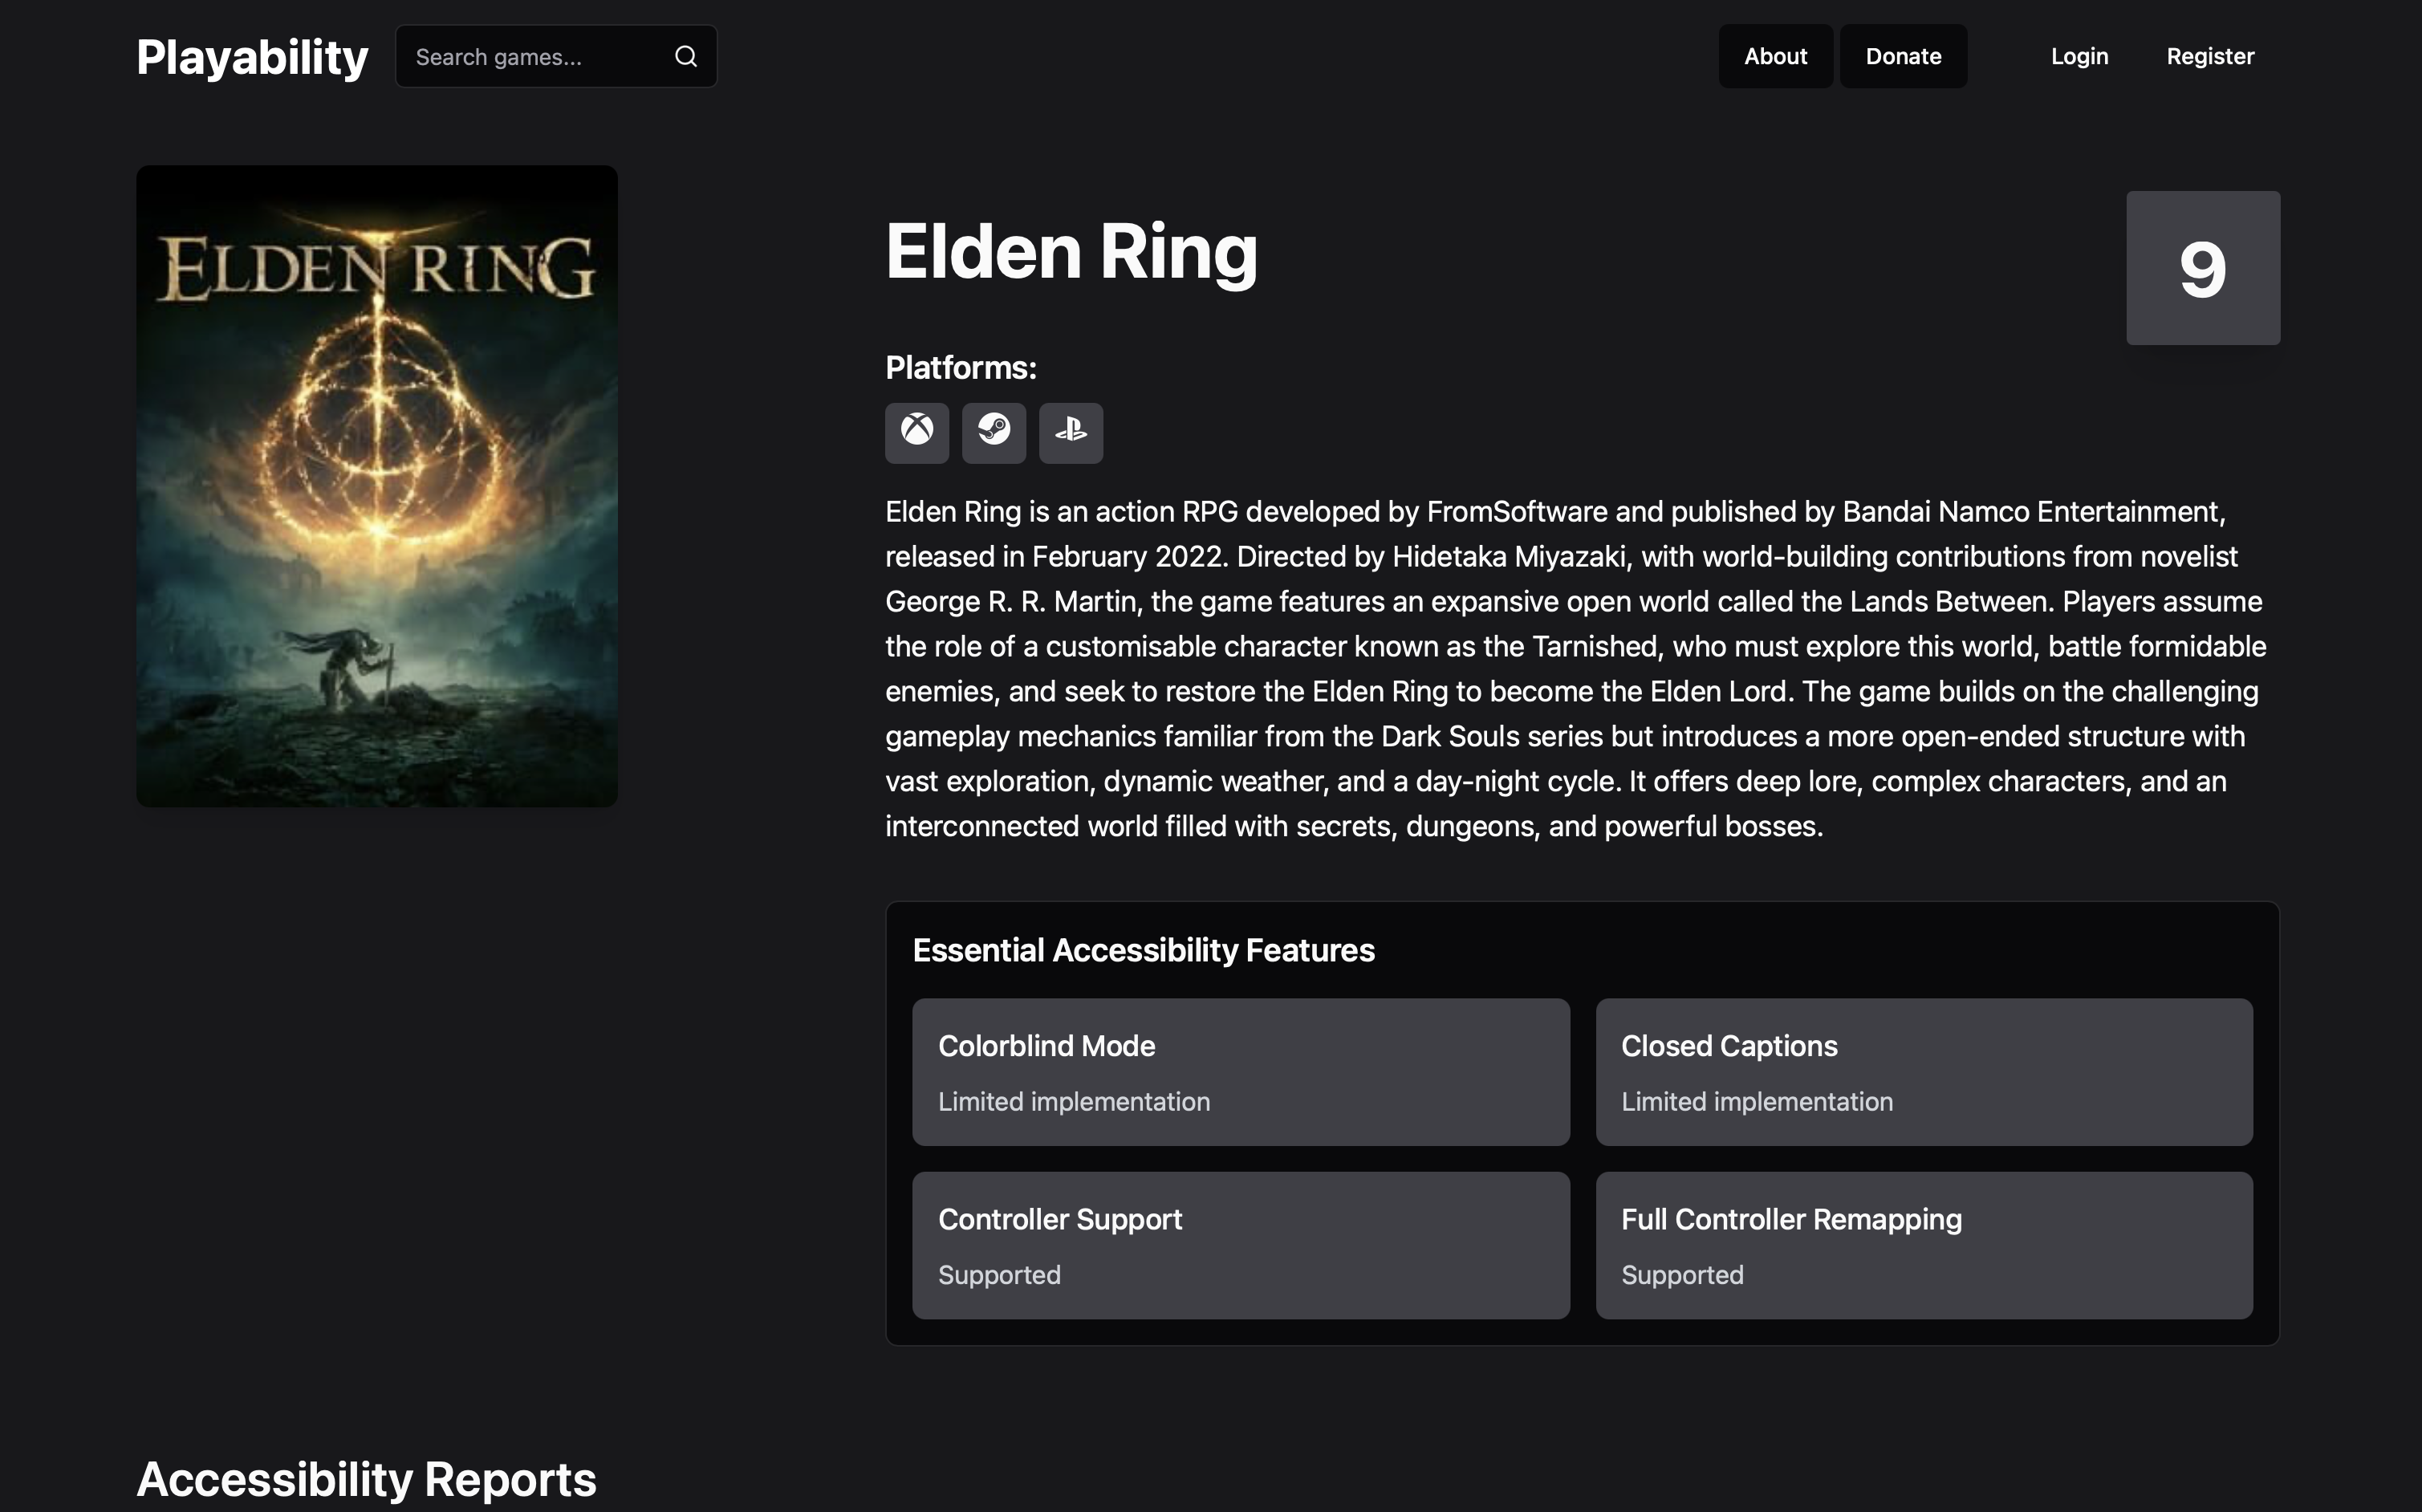 Playability
Search games...
About
Donate
Login
Register
ELDEN RING
Elden Ring
9
Platforms:
Elden Ring is an action RPG developed by FromSoftware and published by Bandai Namco Entertainment,
released in February 2022. Directed by Hidetaka Miyazaki, with world-building contributions from novelist
George R. R. Martin, the game features an expansive open world called the Lands Between. Players assume
the role of a customisable character known as the Tarnished, who must explore this world, battle formidable
enemies, and seek to restore the Elden Ring to become the Elden Lord. The game builds on the challenging
gameplay mechanics familiar from the Dark Souls series but introduces a more open-ended structure with
vast exploration, dynamic weather, and a day-night cycle. It offers deep lore, complex characters, and an
interconnected world filled with secrets, dungeons, and powerful bosses.
Essential Accessibility Features
Colorblind Mode
Limited implementation
Closed Captions
Limited implementation
Controller Support
Supported
Full Controller Remapping
Supported
Accessibility Reports